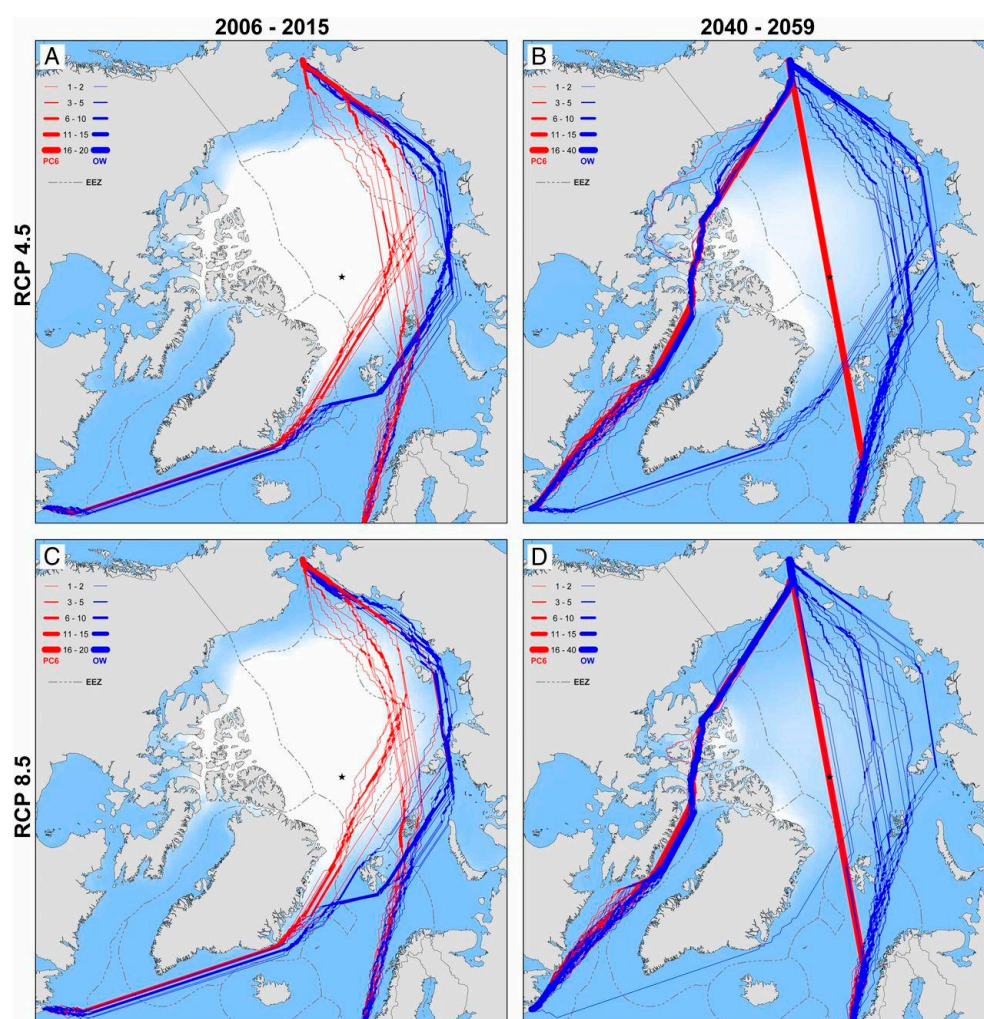 2006 - 2015
2040 - 2059
RCP 4.5
A
1 - 2
3 - 5
6 - 10
11 - 15
16 - 20
PC6 OW
EEZ
B
1 - 2
3 - 5
6 - 10
11 - 15
16 - 40
PC6 OW
EEZ
RCP 8.5
C
1 - 2
3 - 5
6 - 10
11 - 15
16 - 20
PC6 OW
EEZ
D
1 - 2
3 - 5
6 - 10
11 - 15
16 - 40
PC6 OW
EEZ